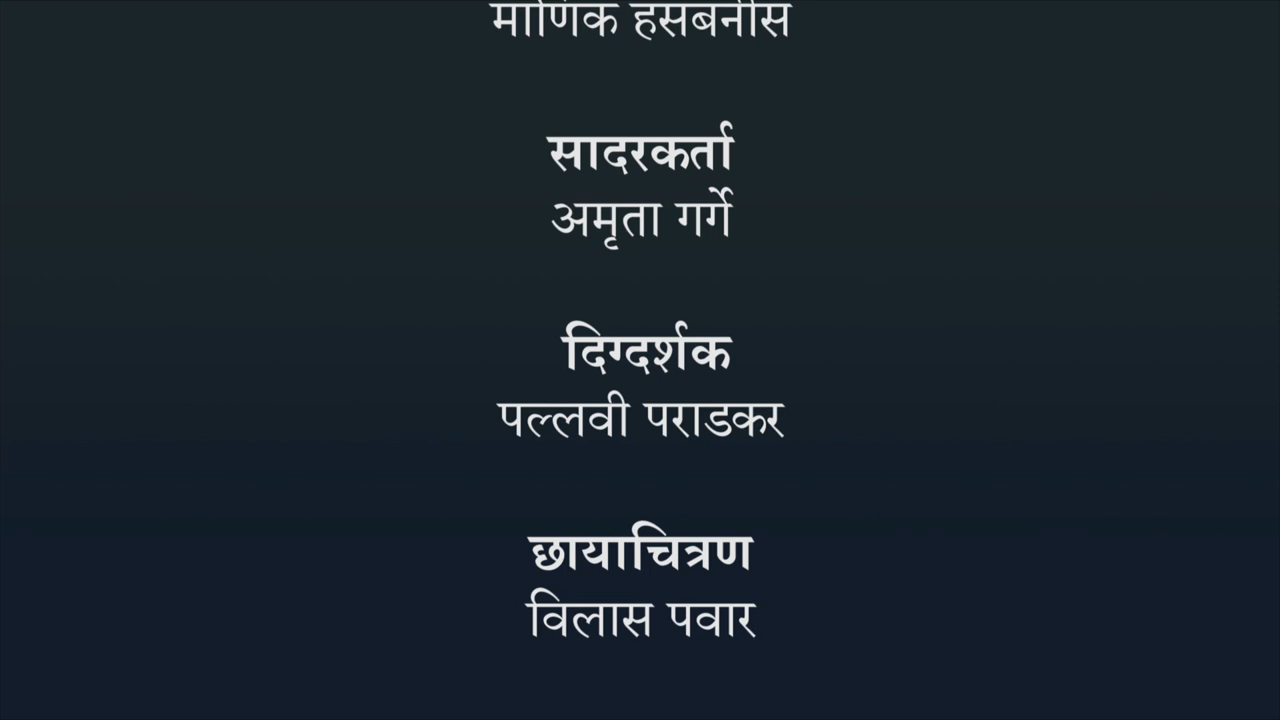 माणिक हसबनीस
सादरकर्ता
अमृता गर्गे
दिग्दर्शक
पल्लवी पराडकर
छायाचित्रण
विलास पवार